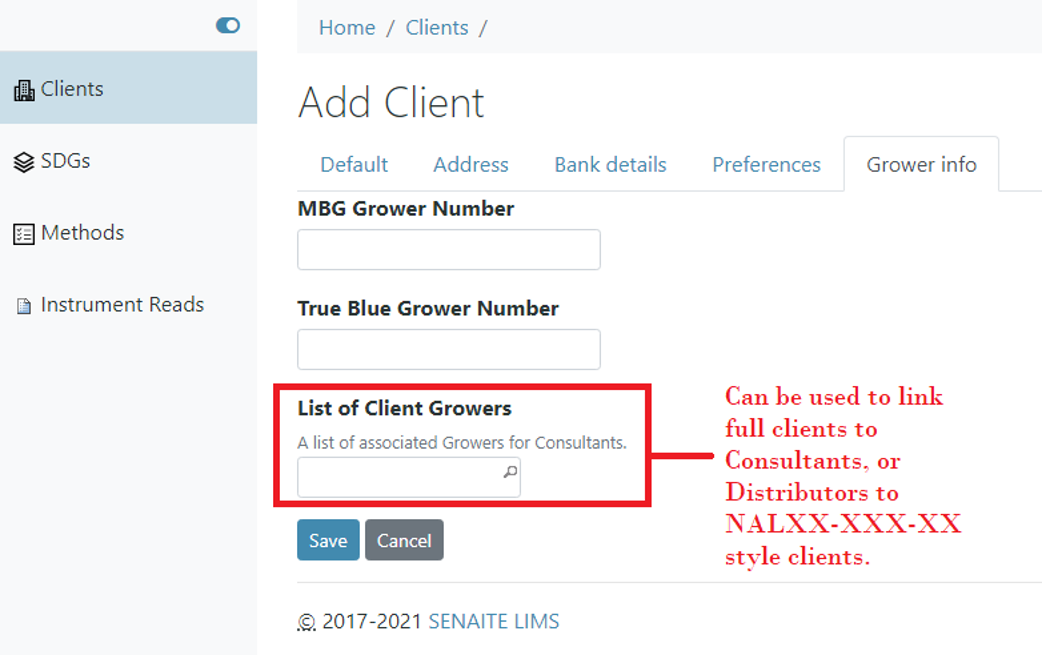 Home / Clients /
Clients
Add Client
Default Address Bank details Preferences Grower info
SDGs
MBG Grower Number
Methods
Instrument Reads
True Blue Grower Number
List of Client Growers
A list of associated Growers for Consultants.
Can be used to link
full clients to
Consultants, or
Distributors to
NALXX-XXX-XX
style clients.
Save Cancel
© 2017-2021 SENAITE LIMS